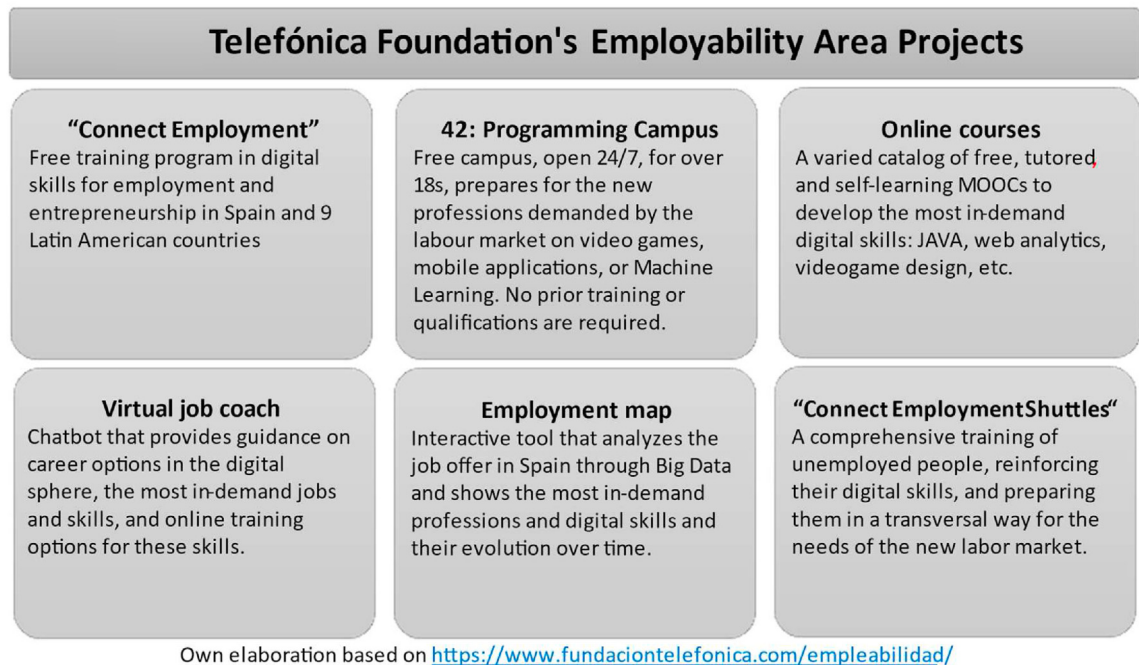 Telefónica Foundation's Employability Area Projects
“Connect Employment”
Free training program in digital
skills for employment and
entrepreneurship in Spain and 9
Latin American countries
42: Programming Campus
Free campus, open 24/7, for over
18s, prepares for the new
professions demanded by the
labour market on video games,
mobile applications, or Machine
Learning. No prior training or
qualifications are required.
Online courses
A varied catalog of free, tutored,
and self-learning MOOCs to
develop the most in-demand
digital skills: JAVA, web analytics,
videogame design, etc.
Virtual job coach
Chatbot that provides guidance on
career options in the digital
sphere, the most in-demand jobs
and skills, and online training
options for these skills.
Employment map
Interactive tool that analyzes the
job offer in Spain through Big Data
and shows the most in-demand
professions and digital skills and
their evolution over time.
“Connect Employment Shuttles“
A comprehensive training of
unemployed people, reinforcing
their digital skills, and preparing
them in a transversal way for the
needs of the new labor market.
Own elaboration based on https://www.fundaciontelefonica.com/empleabilidad/